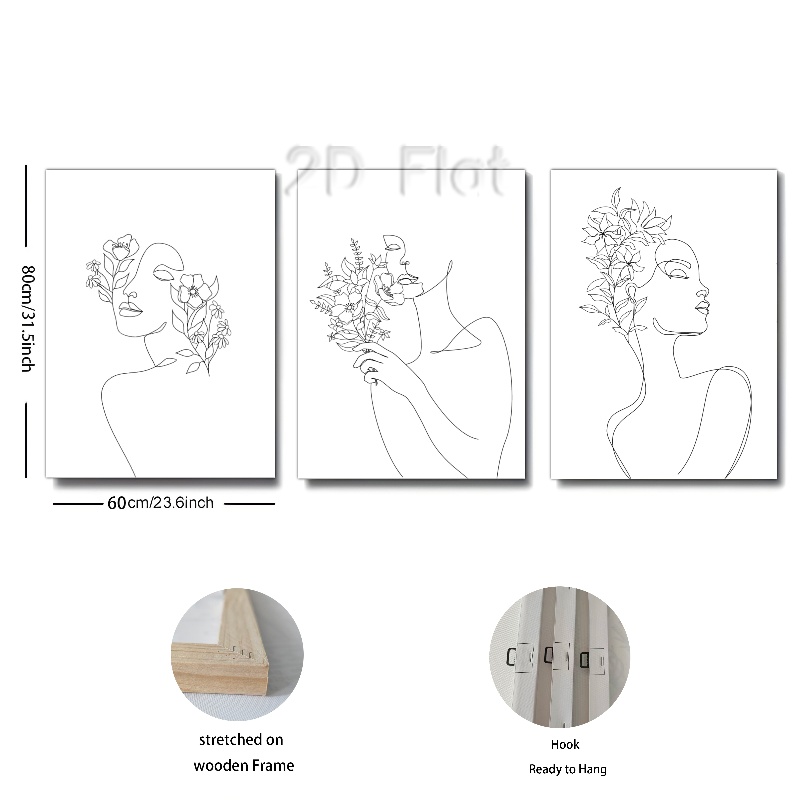 2D Flat
80cm/31.5inch
60cm/23.6inch
stretched on
wooden Frame
Hook
Ready to Hang